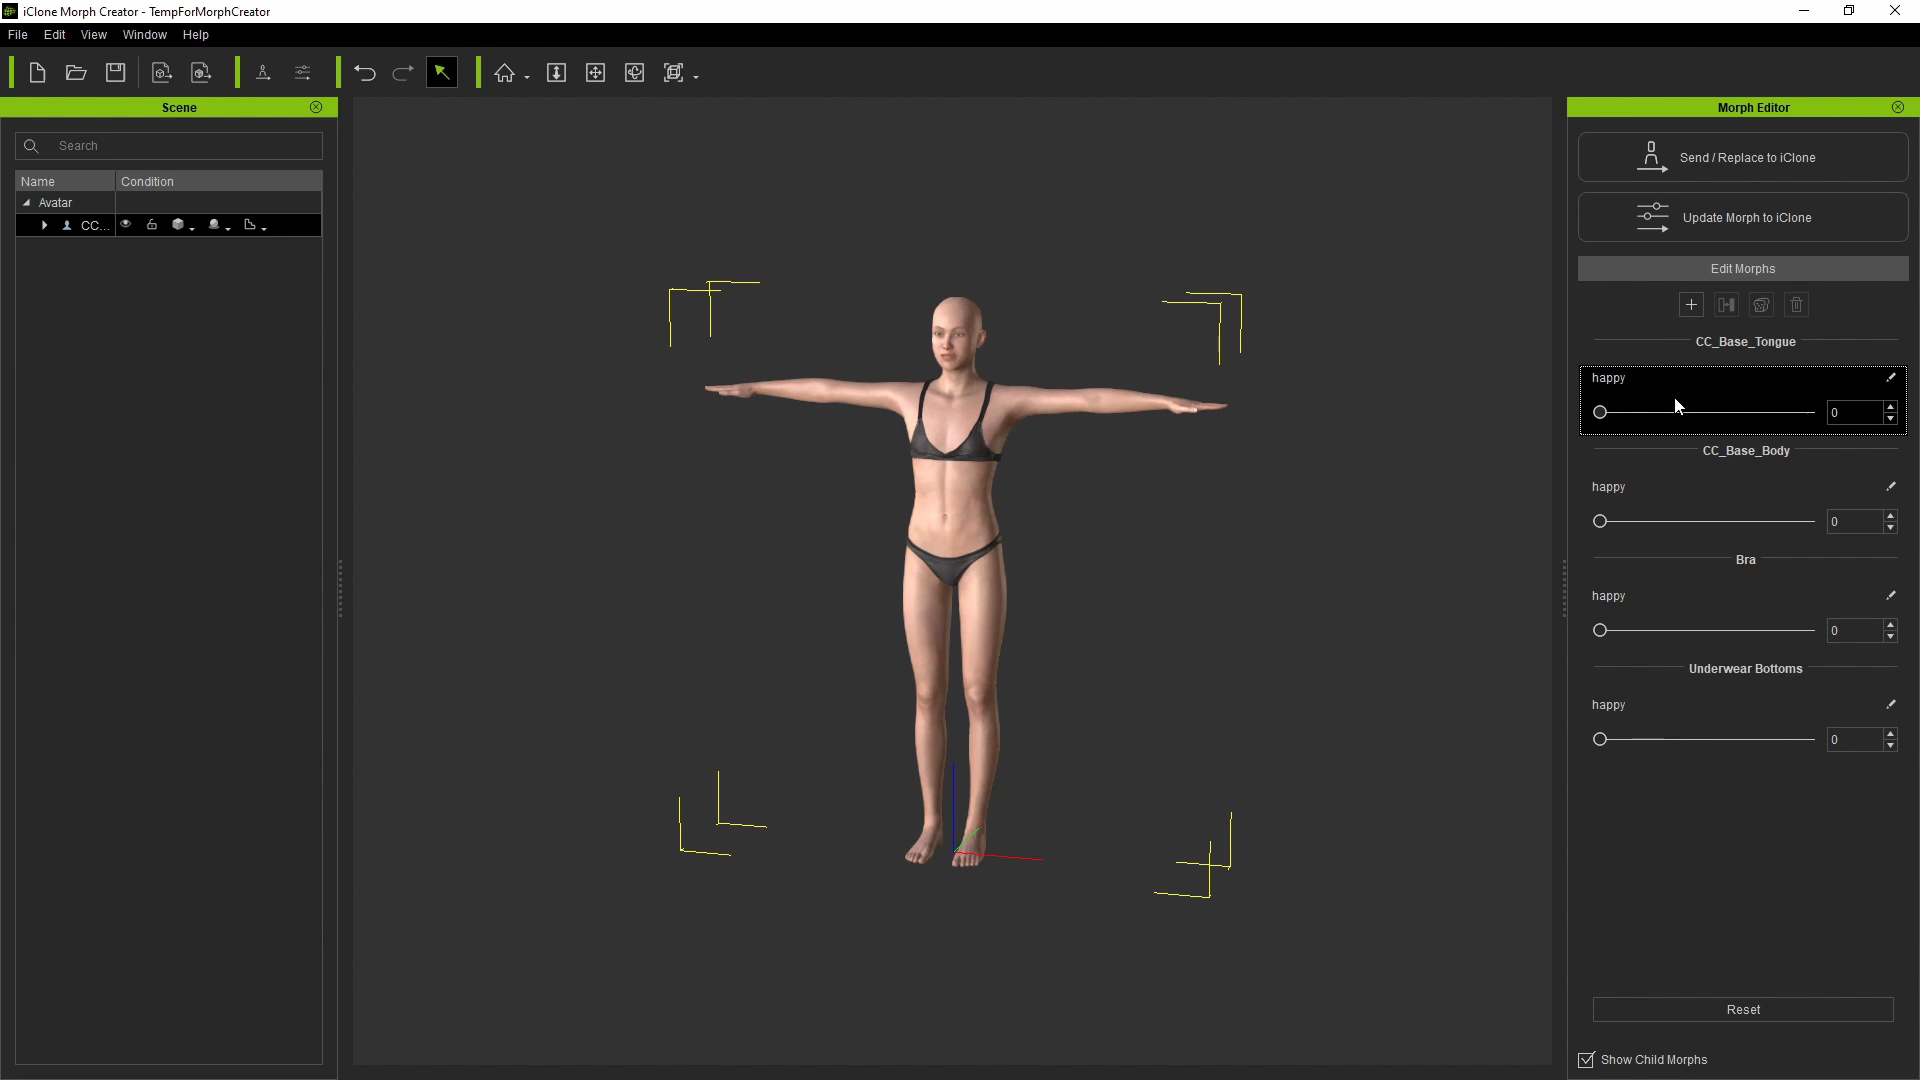 iClone Morph Creator - TempForMorphCreator
File Edit View Window Help
Scene
Search
Name Condition
Avatar
CC...
Morph Editor
Send / Replace to iClone
Update Morph to iClone
Edit Morphs
CC_Base_Tongue
happy
0
CC_Base_Body
happy
0
Bra
happy
0
Underwear Bottoms
happy
0
Reset
Show Child Morphs